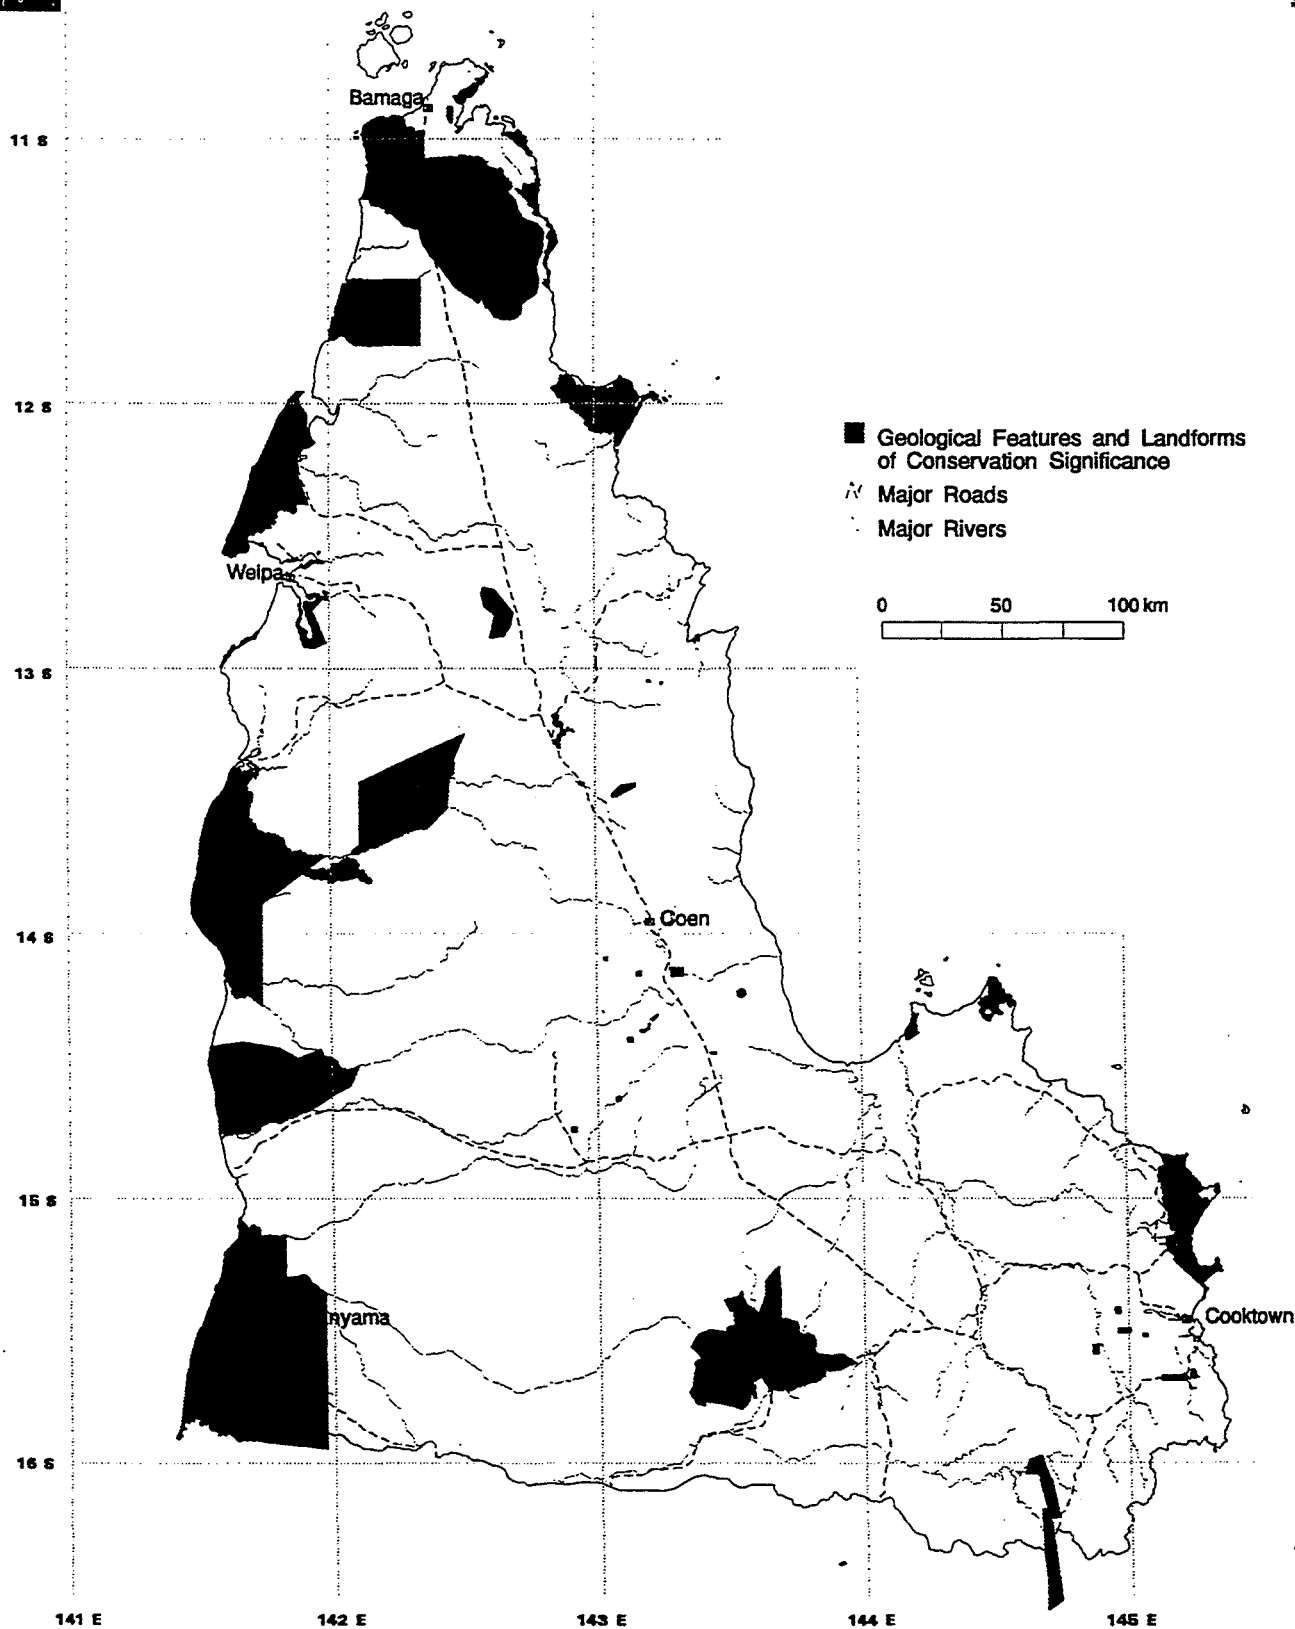 Bamaga
11 S
12 S
Geological Features and Landforms
of Conservation Significance
Major Roads
Major Rivers
Weipa
0 50 100 km
13 S
Coen
14 S
15 S
nyama
Cooktown
16 S
141 E 142 E 143 E 144 E 145 E